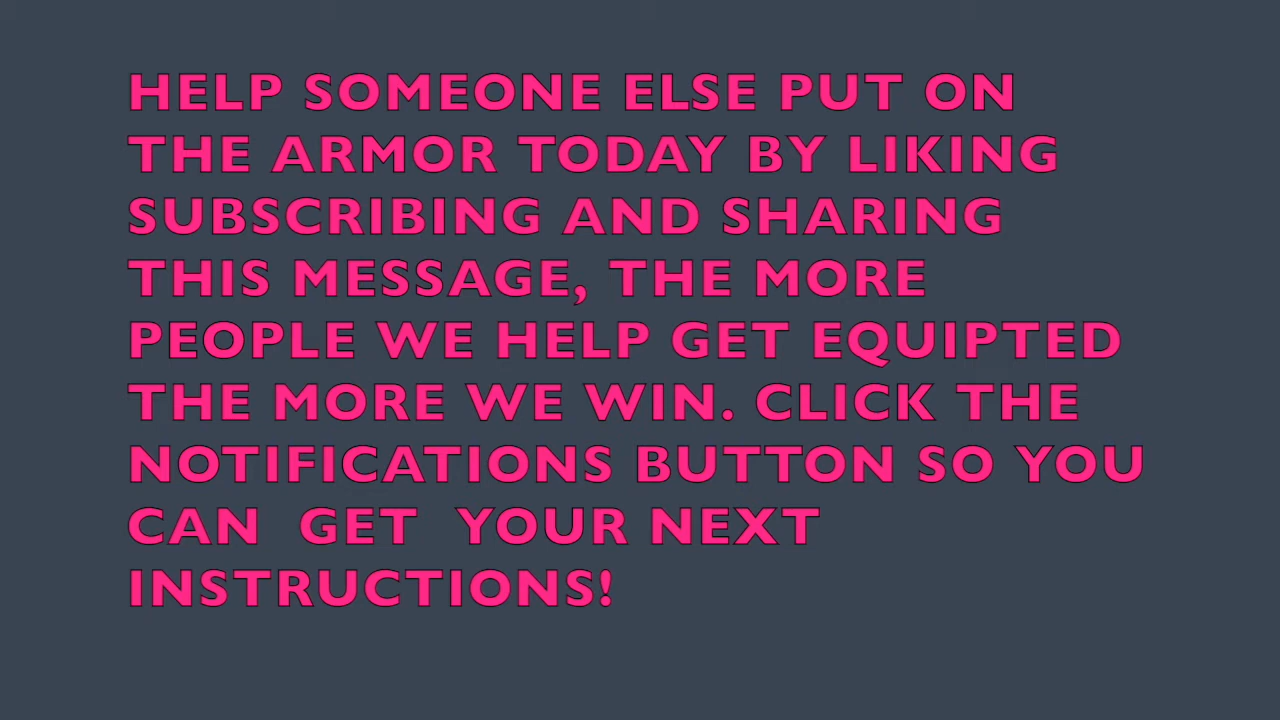 HELP SOMEONE ELSE PUT ON
THE ARMOR TODAY BY LIKING
SUBSCRIBING AND SHARING
THIS MESSAGE, THE MORE
PEOPLE WE HELP GET EQUIPTED
THE MORE WE WIN. CLICK THE
NOTIFICATIONS BUTTON SO YOU
CAN  GET  YOUR NEXT
INSTRUCTIONS!